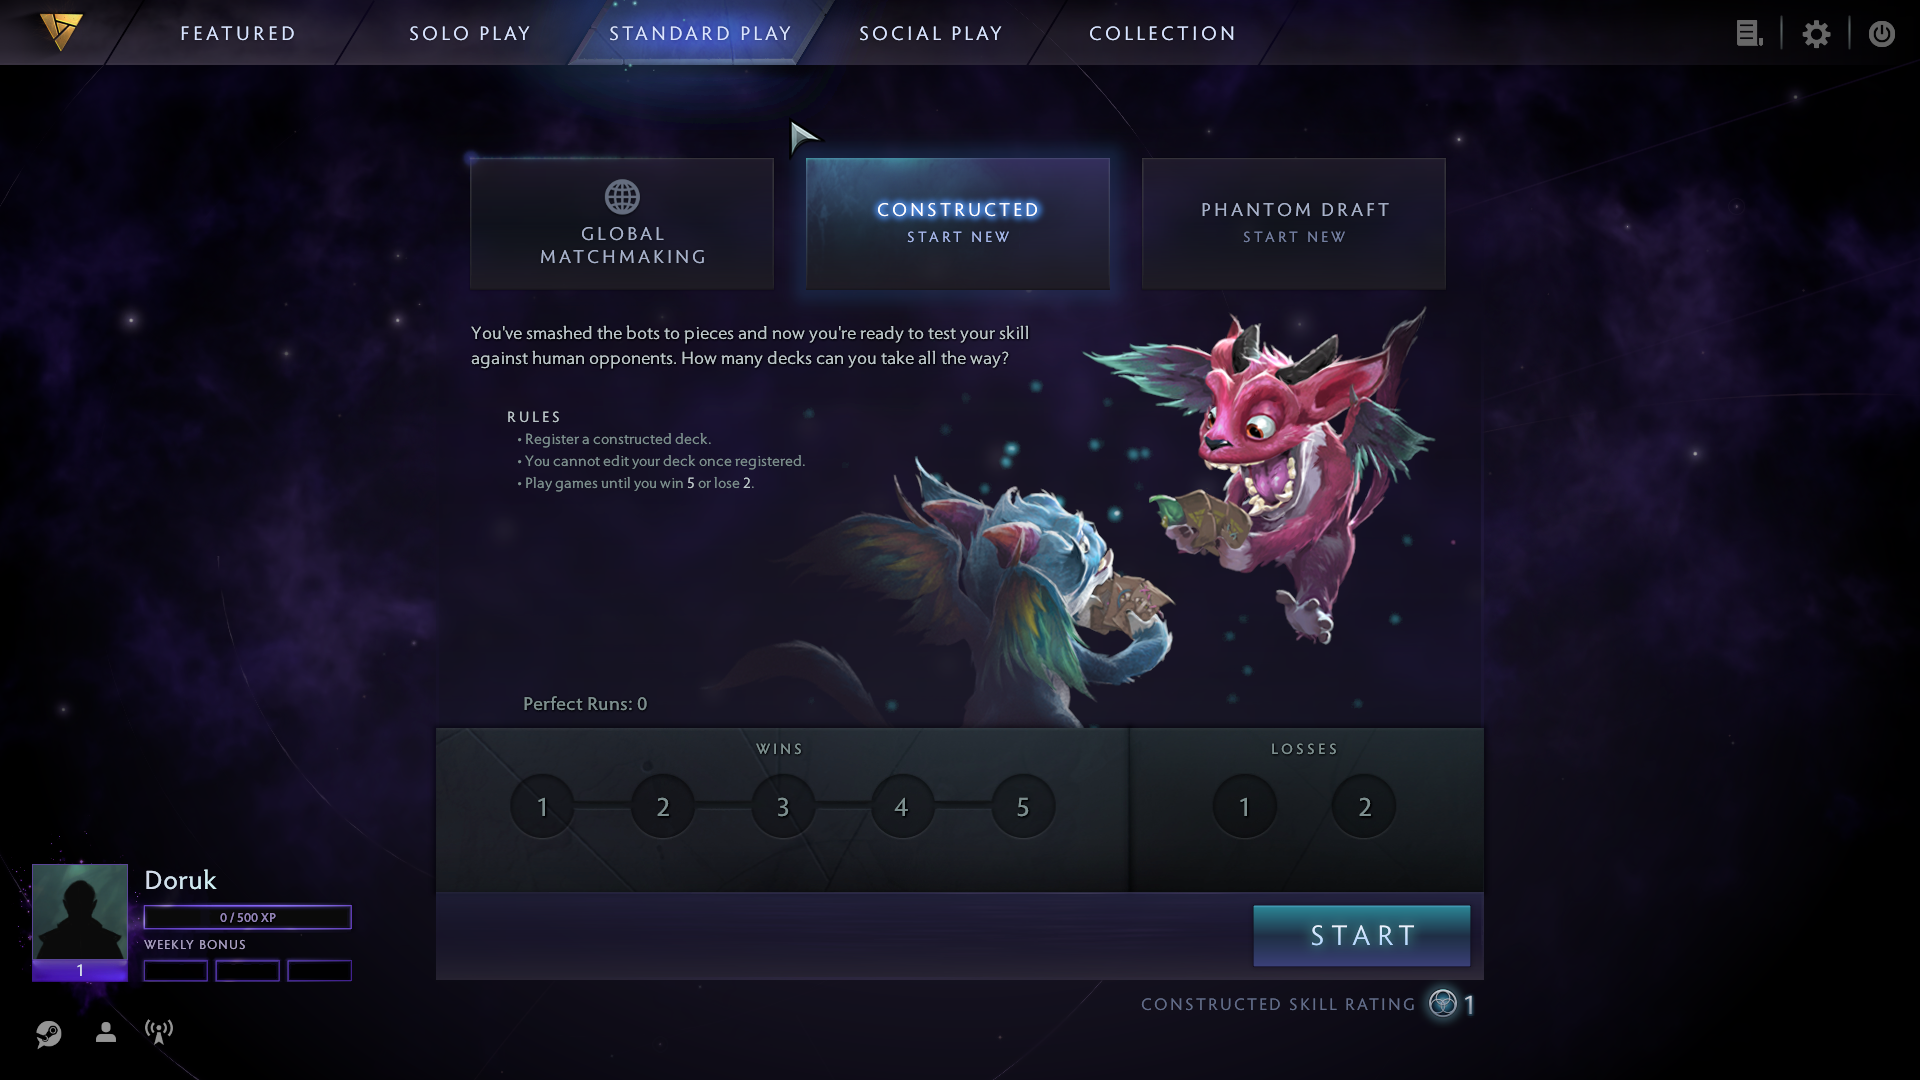 FEATURED
SOLO PLAY
STANDARD PLAY
SOCIAL PLAY
COLLECTION
GLOBAL
MATCHMAKING
CONSTRUCTED
START NEW
PHANTOM DRAFT
START NEW
You've smashed the bots to pieces and now you're ready to test your skill
against human opponents. How many decks can you take all the way?
RULES
• Register a constructed deck.
• You cannot edit your deck once registered.
• Play games until you win 5 or lose 2.
Perfect Runs: 0
WINS
1 2 3 4 5
LOSSES
1 2
START
CONSTRUCTED SKILL RATING 1
Doruk
0 / 500 XP
WEEKLY BONUS
1